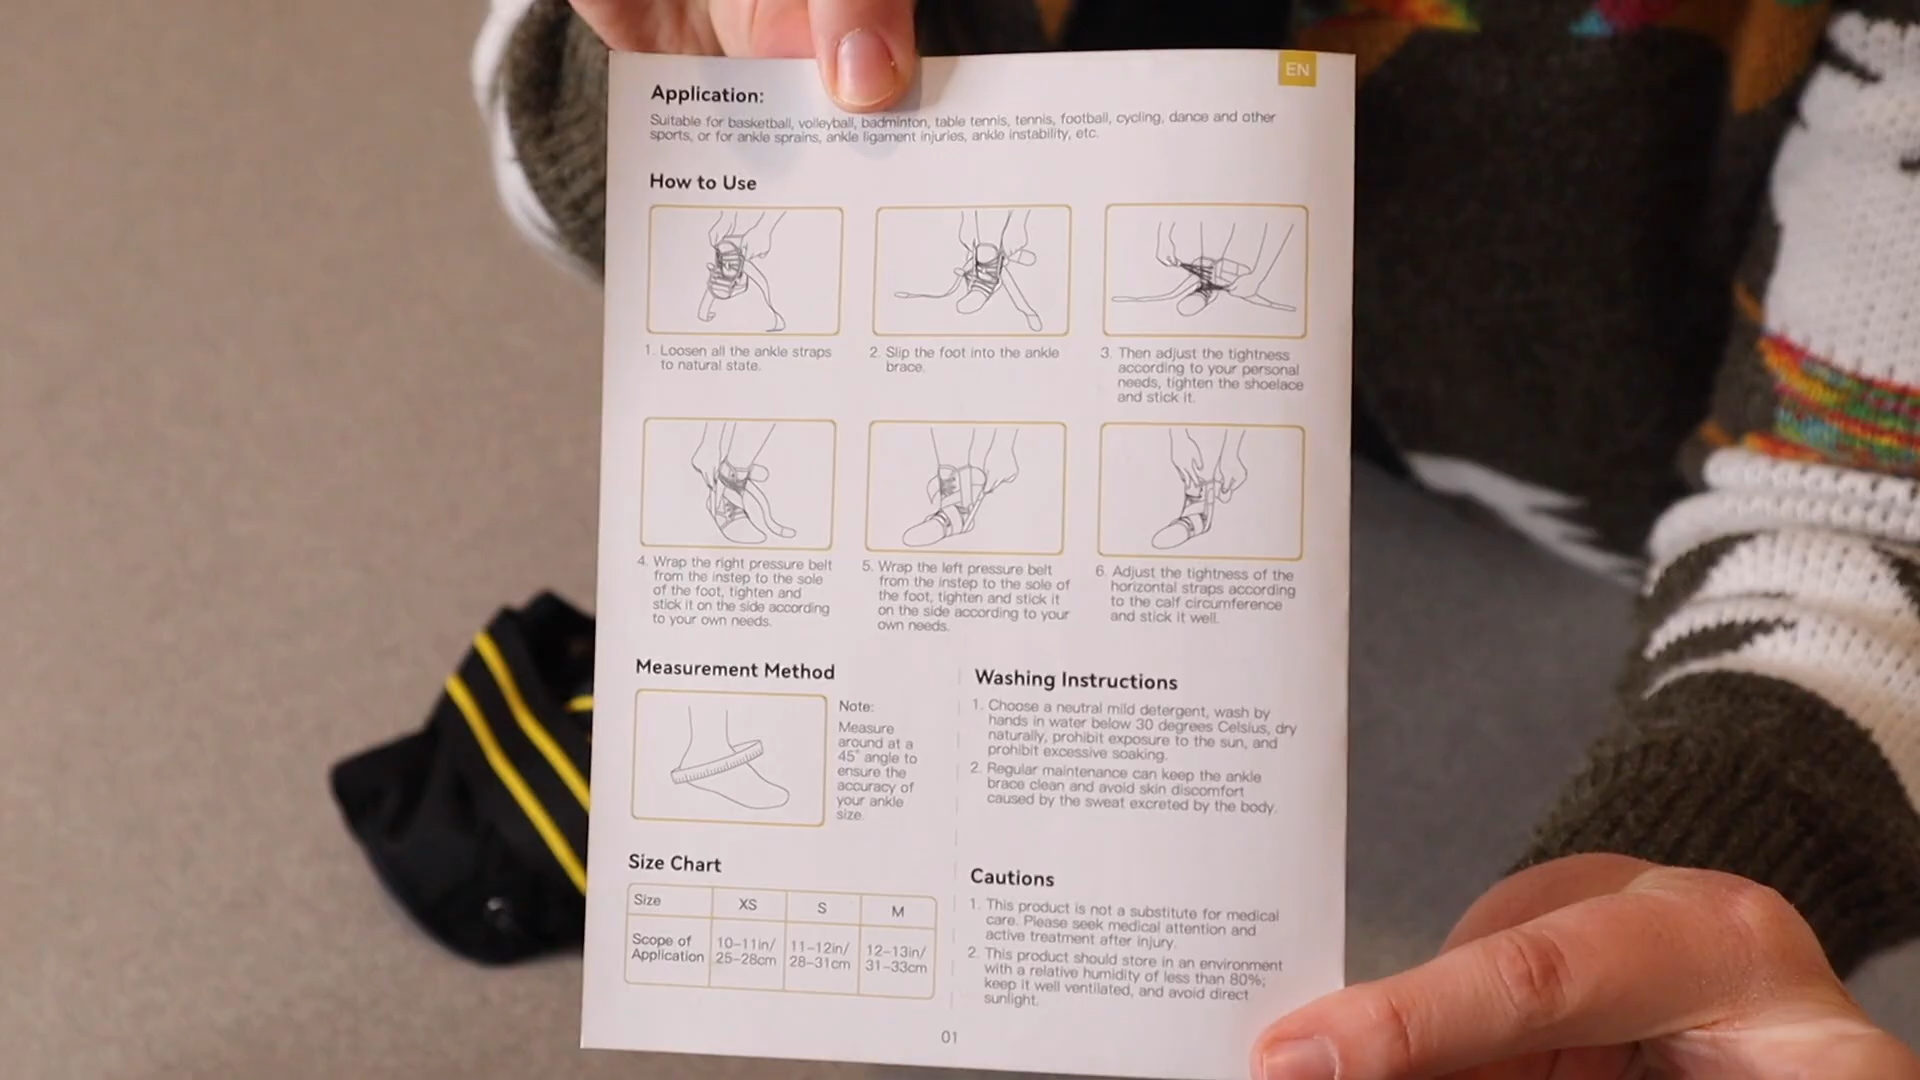 EN
Application:
Suitable for basketball, volleyball, badminton, table tennis, tennis, football, cycling, dance and other
sports, or for ankle sprains, ankle ligament injuries, ankle instability, etc.
How to Use
1. Loosen all the ankle straps
to natural state.
2. Slip the foot into the ankle
brace.
3. Then adjust the tightness
according to your personal
needs, tighten the shoelace
and stick it.
4. Wrap the right pressure belt
from the instep to the sole
of the foot, tighten and
stick it on the side according
to your own needs.
5. Wrap the left pressure belt
from the instep to the sole of
the foot, tighten and stick it
on the side according to your
own needs.
6. Adjust the tightness of the
horizontal straps according
to the calf circumference
and stick it well.
Measurement Method
Note:
Measure
around at a
45° angle to
ensure the
accuracy of
your ankle
size.
Washing Instructions
1. Choose a neutral mild detergent, wash by
hands in water below 30 degrees Celsius, dry
naturally, prohibit exposure to the sun, and
prohibit excessive soaking.
2. Regular maintenance can keep the ankle
brace clean and avoid skin discomfort
caused by the sweat excreted by the body.
Size Chart
Size XS S M
Scope of Application 10-11in/25-28cm 11-12in/28-31cm 12-13in/31-33cm
Cautions
1. This product is not a substitute for medical
care. Please seek medical attention and
active treatment after injury.
2. This product should store in an environment
with a relative humidity of less than 80%;
keep it well ventilated, and avoid direct
sunlight.
01